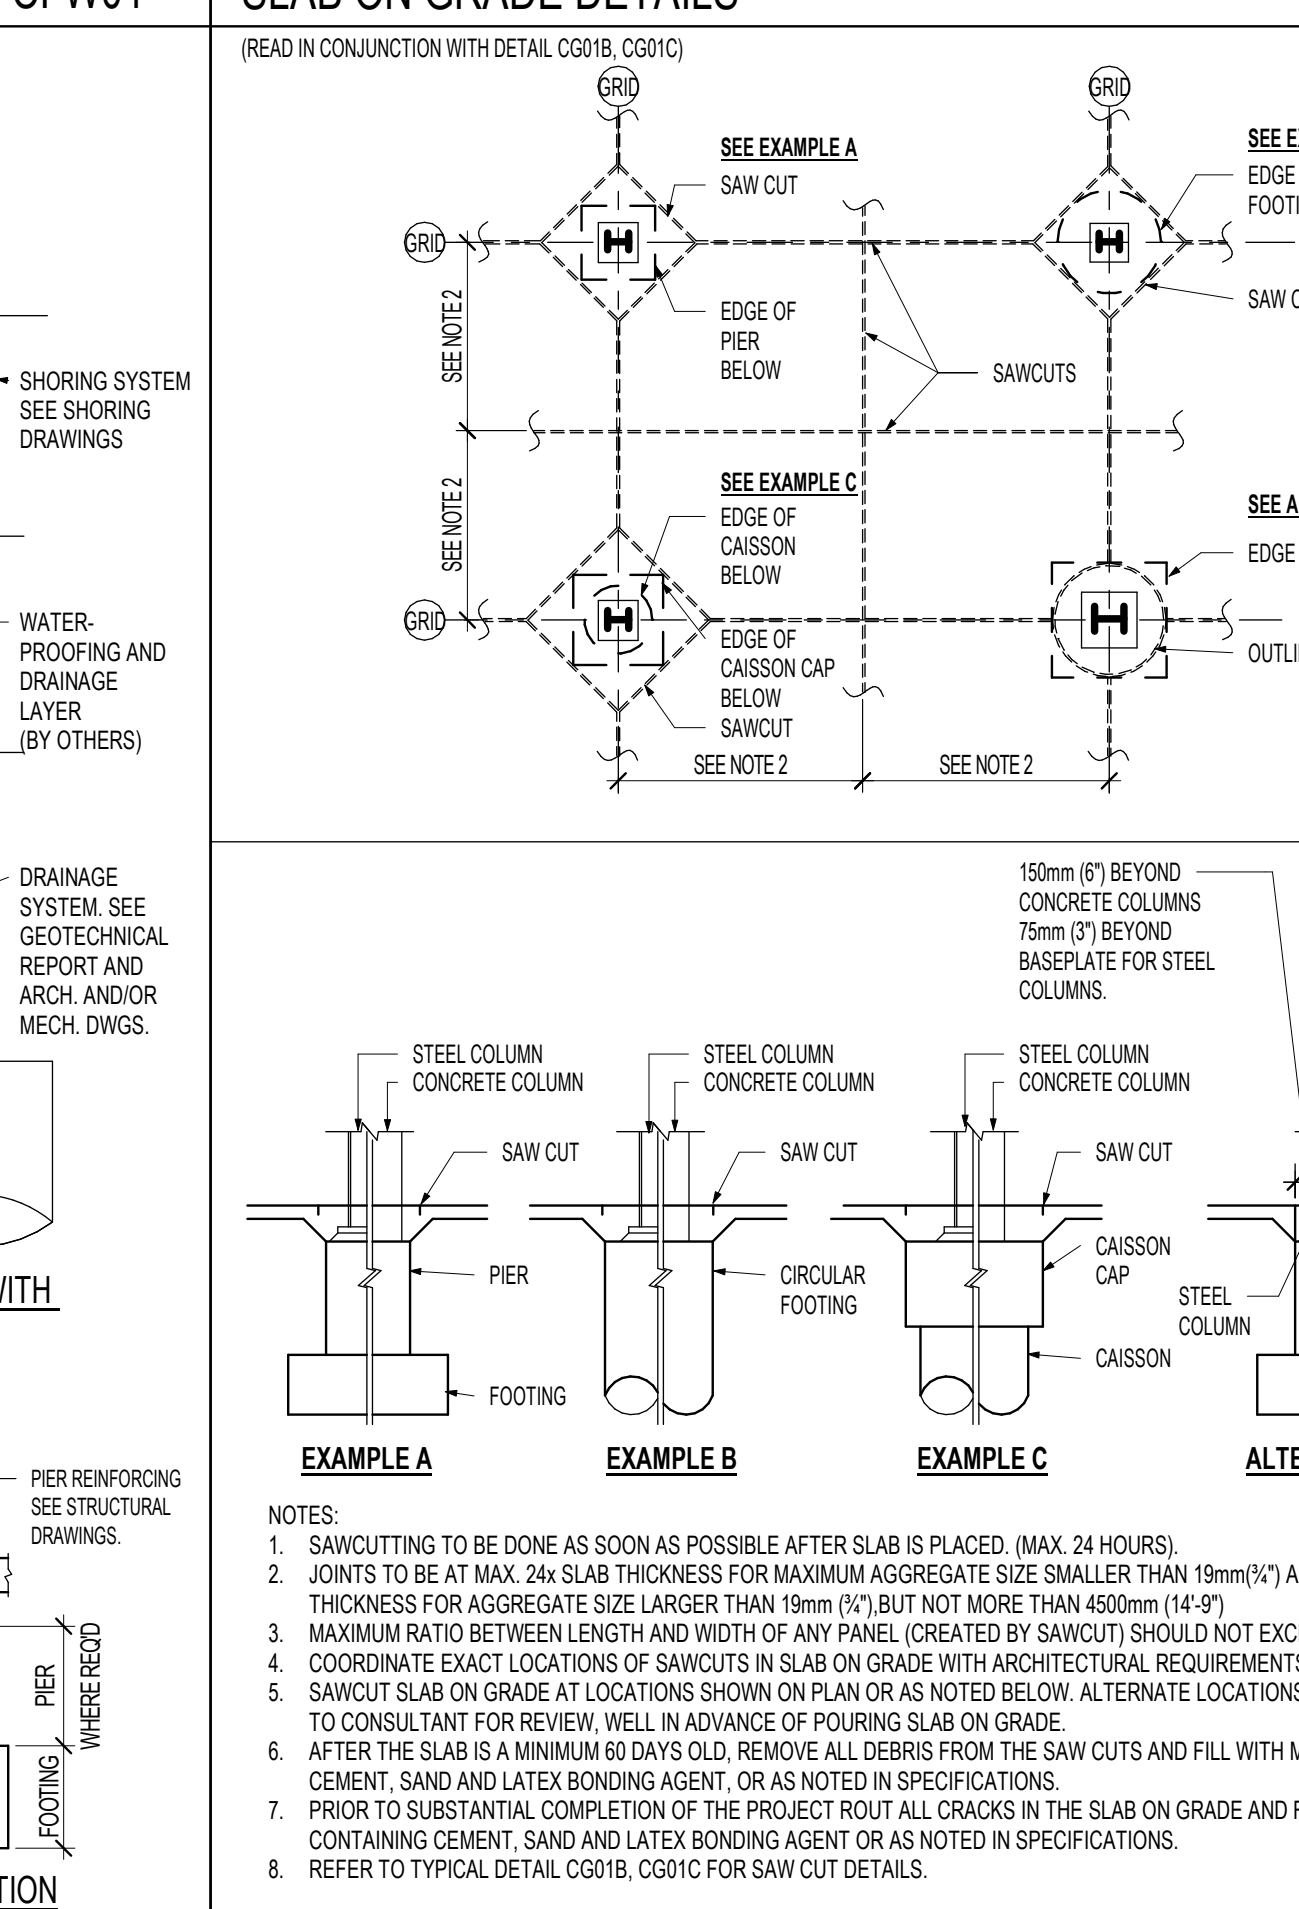 SLAB ON GRADE DETAILS
(READ IN CONJUNCTION WITH DETAIL CG01B, CG01C)
GRID
GRID
SEE EXAMPLE A
SAW CUT
EDGE
GRID
SEE NOTE 2
EDGE OF
PIER
BELOW
SAWCUTS
SAW
SEE NOTE 2
SEE EXAMPLE C
EDGE OF
CAISSON
BELOW
SEE
EDGE
GRID
EDGE OF
CAISSON CAP
BELOW
SAWCUT
SEE NOTE 2
SEE NOTE 2
SHORING SYSTEM
SEE SHORING
DRAWINGS
WATER-
PROOFING AND
DRAINAGE
LAYER
(BY OTHERS)
DRAINAGE
SYSTEM. SEE
GEOTECHNICAL
REPORT AND
ARCH. AND/OR
MECH. DWGS.
WITH
PIER REINFORCING
SEE STRUCTURAL
DRAWINGS.
PIER
WHERE REQ'D
FOOTING
150mm (6") BEYOND
CONCRETE COLUMNS
75mm (3") BEYOND
BASEPLATE FOR STEEL
COLUMNS.
STEEL COLUMN
CONCRETE COLUMN
SAW CUT
PIER
FOOTING
EXAMPLE A
STEEL COLUMN
CONCRETE COLUMN
SAW CUT
CIRCULAR
FOOTING
EXAMPLE B
STEEL COLUMN
CONCRETE COLUMN
SAW CUT
CAISSON
CAP
CAISSON
EXAMPLE C
STEEL
COLUMN
NOTES:
1. SAWCUTTING TO BE DONE AS SOON AS POSSIBLE AFTER SLAB IS PLACED. (MAX. 24 HOURS).
2. JOINTS TO BE AT MAX. 24x SLAB THICKNESS FOR MAXIMUM AGGREGATE SIZE SMALLER THAN 19mm(¾")
THICKNESS FOR AGGREGATE SIZE LARGER THAN 19mm (¾"),BUT NOT MORE THAN 4500mm (14'-9")
3. MAXIMUM RATIO BETWEEN LENGTH AND WIDTH OF ANY PANEL (CREATED BY SAWCUT) SHOULD NOT
4. COORDINATE EXACT LOCATIONS OF SAWCUTS IN SLAB ON GRADE WITH ARCHITECTURAL REQUIREMENTS
5. SAWCUT SLAB ON GRADE AT LOCATIONS SHOWN ON PLAN OR AS NOTED BELOW. ALTERNATE LOCATIONS
TO CONSULTANT FOR REVIEW, WELL IN ADVANCE OF POURING SLAB ON GRADE.
6. AFTER THE SLAB IS A MINIMUM 60 DAYS OLD, REMOVE ALL DEBRIS FROM THE SAW CUTS AND FILL WITH
CEMENT, SAND AND LATEX BONDING AGENT, OR AS NOTED IN SPECIFICATIONS.
7. PRIOR TO SUBSTANTIAL COMPLETION OF THE PROJECT ROUT ALL CRACKS IN THE SLAB ON GRADE AND
CONTAINING CEMENT, SAND AND LATEX BONDING AGENT OR AS NOTED IN SPECIFICATIONS.
8. REFER TO TYPICAL DETAIL CG01B, CG01C FOR SAW CUT DETAILS.